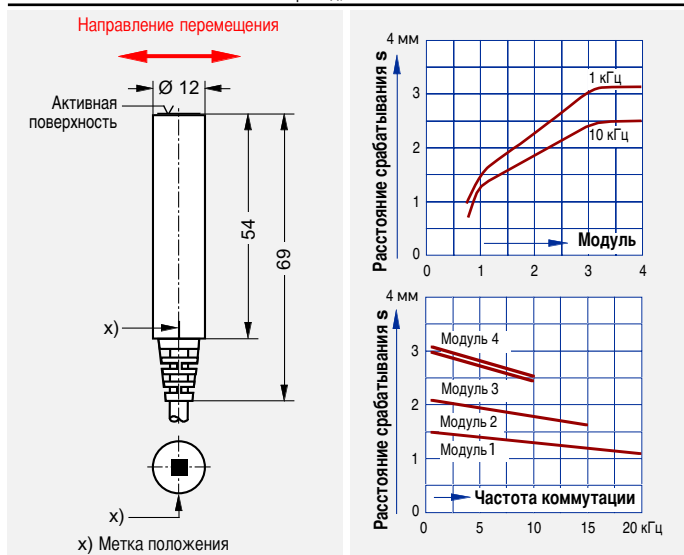 Направление перемещения
Ø 12
Активная
поверхность
54
69
x)
x)
x) Метка положения
4 мм
3
2
1
0
0 1 2 3 4
Расстояние срабатывания s
1 кГц
10 кГц
Модуль
4 мм
3
2
1
0
0 5 10 15 20 кГц
Расстояние срабатывания s
Модуль 4
Модуль 3
Модуль 2
Модуль 1
Частота коммутации